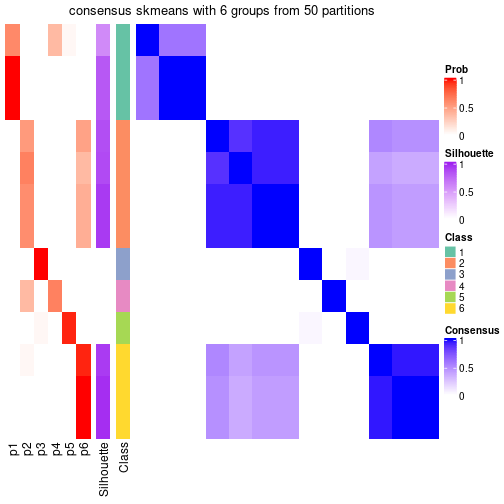 consensus skmeans with 6 groups from 50 partitions
Prob
1
0.5
0
Silhouette
1
0.5
0
Class
1
2
3
4
5
6
Consensus
1
0.5
0
p1
p2
p3
p4
p5
p6
Silhouette
Class